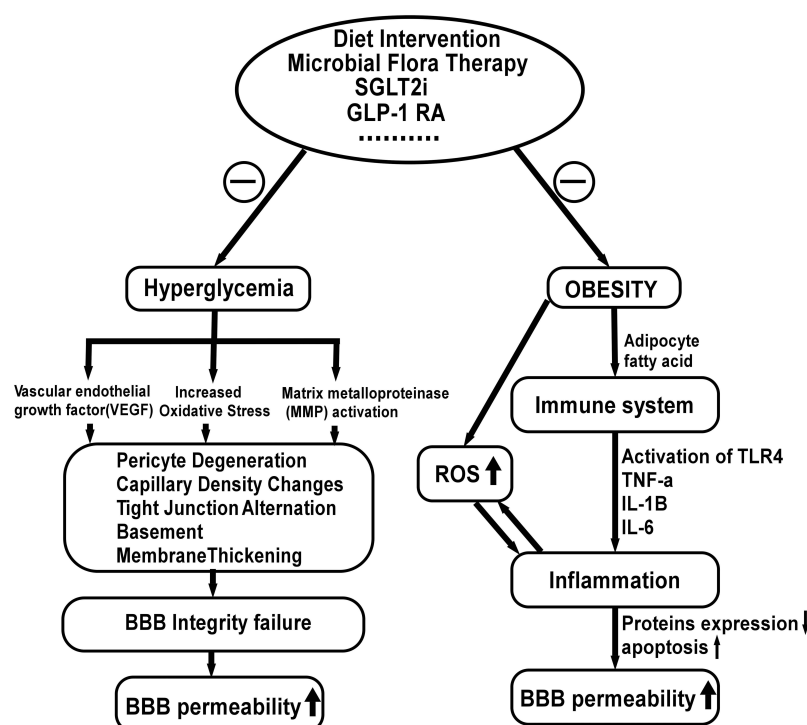 Diet Intervention
Microbial Flora Therapy
SGLT2i
GLP-1 RA
..........
Hyperglycemia
OBESITY
Vascular endothelial
growth factor(VEGF)
Increased
Oxidative Stress
Matrix metalloproteinase
(MMP) activation
Adipocyte
fatty acid
Immune system
Pericyte Degeneration
Capillary Density Changes
Tight Junction Alternation
Basement
MembraneThickening
ROS
Activation of TLR4
TNF-a
IL-1B
IL-6
Inflammation
BBB Integrity failure
Proteins expression
apoptosis
BBB permeability
BBB permeability